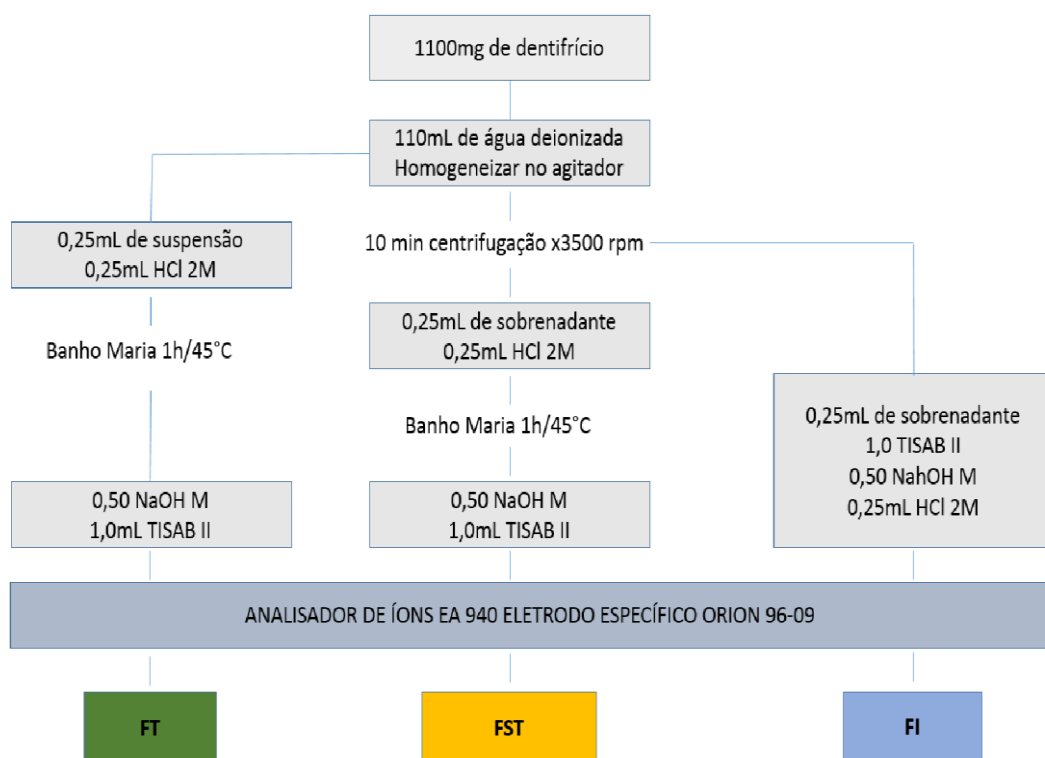 1100mg de dentifrício
110mL de água deionizada
Homogeneizar no agitador
0,25mL de suspensão
0,25mL HCl 2M
Banho Maria 1h/45°C
0,50 NaOH M
1,0mL TISAB II
10 min centrifugação x3500 rpm
0,25mL de sobrenadante
0,25mL HCl 2M
Banho Maria 1h/45°C
0,50 NaOH M
1,0mL TISAB II
0,25mL de sobrenadante
1,0 TISAB II
0,50 NahOH M
0,25mL HCl 2M
ANALISADOR DE ÍONS EA 940 ELETRODO ESPECÍFICO ORION 96-09
FT
FST
FI